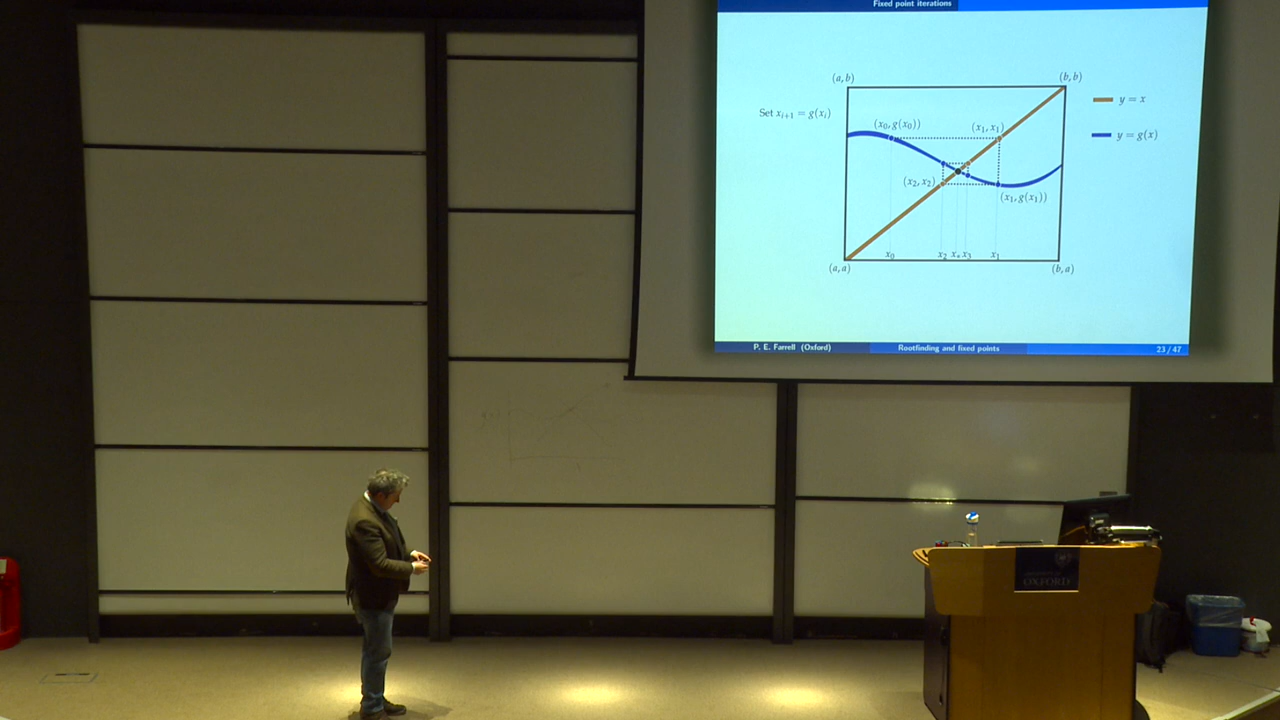 Fixed point iterations
(a, b)
(b, b)
y = x
Set x_{i+1} = g(x_i)
(x_0, g(x_0))
(x_1, x_1)
y = g(x)
(x_2, x_2)
(x_1, g(x_1))
x_0
x_2
x_*
x_3
x_1
(a, a)
(b, a)
P. E. Farrell (Oxford)
Rootfinding and fixed points
23 / 47
OXFORD